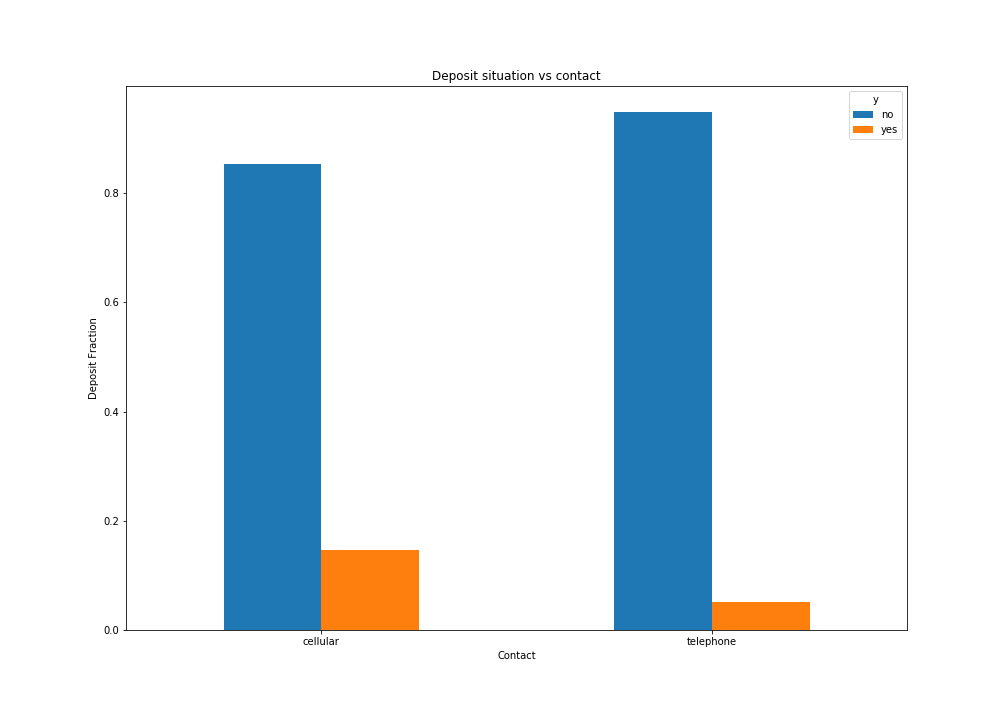 Deposit situation vs contact
y
no
yes
0.8
0.6
0.4
0.2
0.0
Deposit Fraction
cellular
telephone
Contact